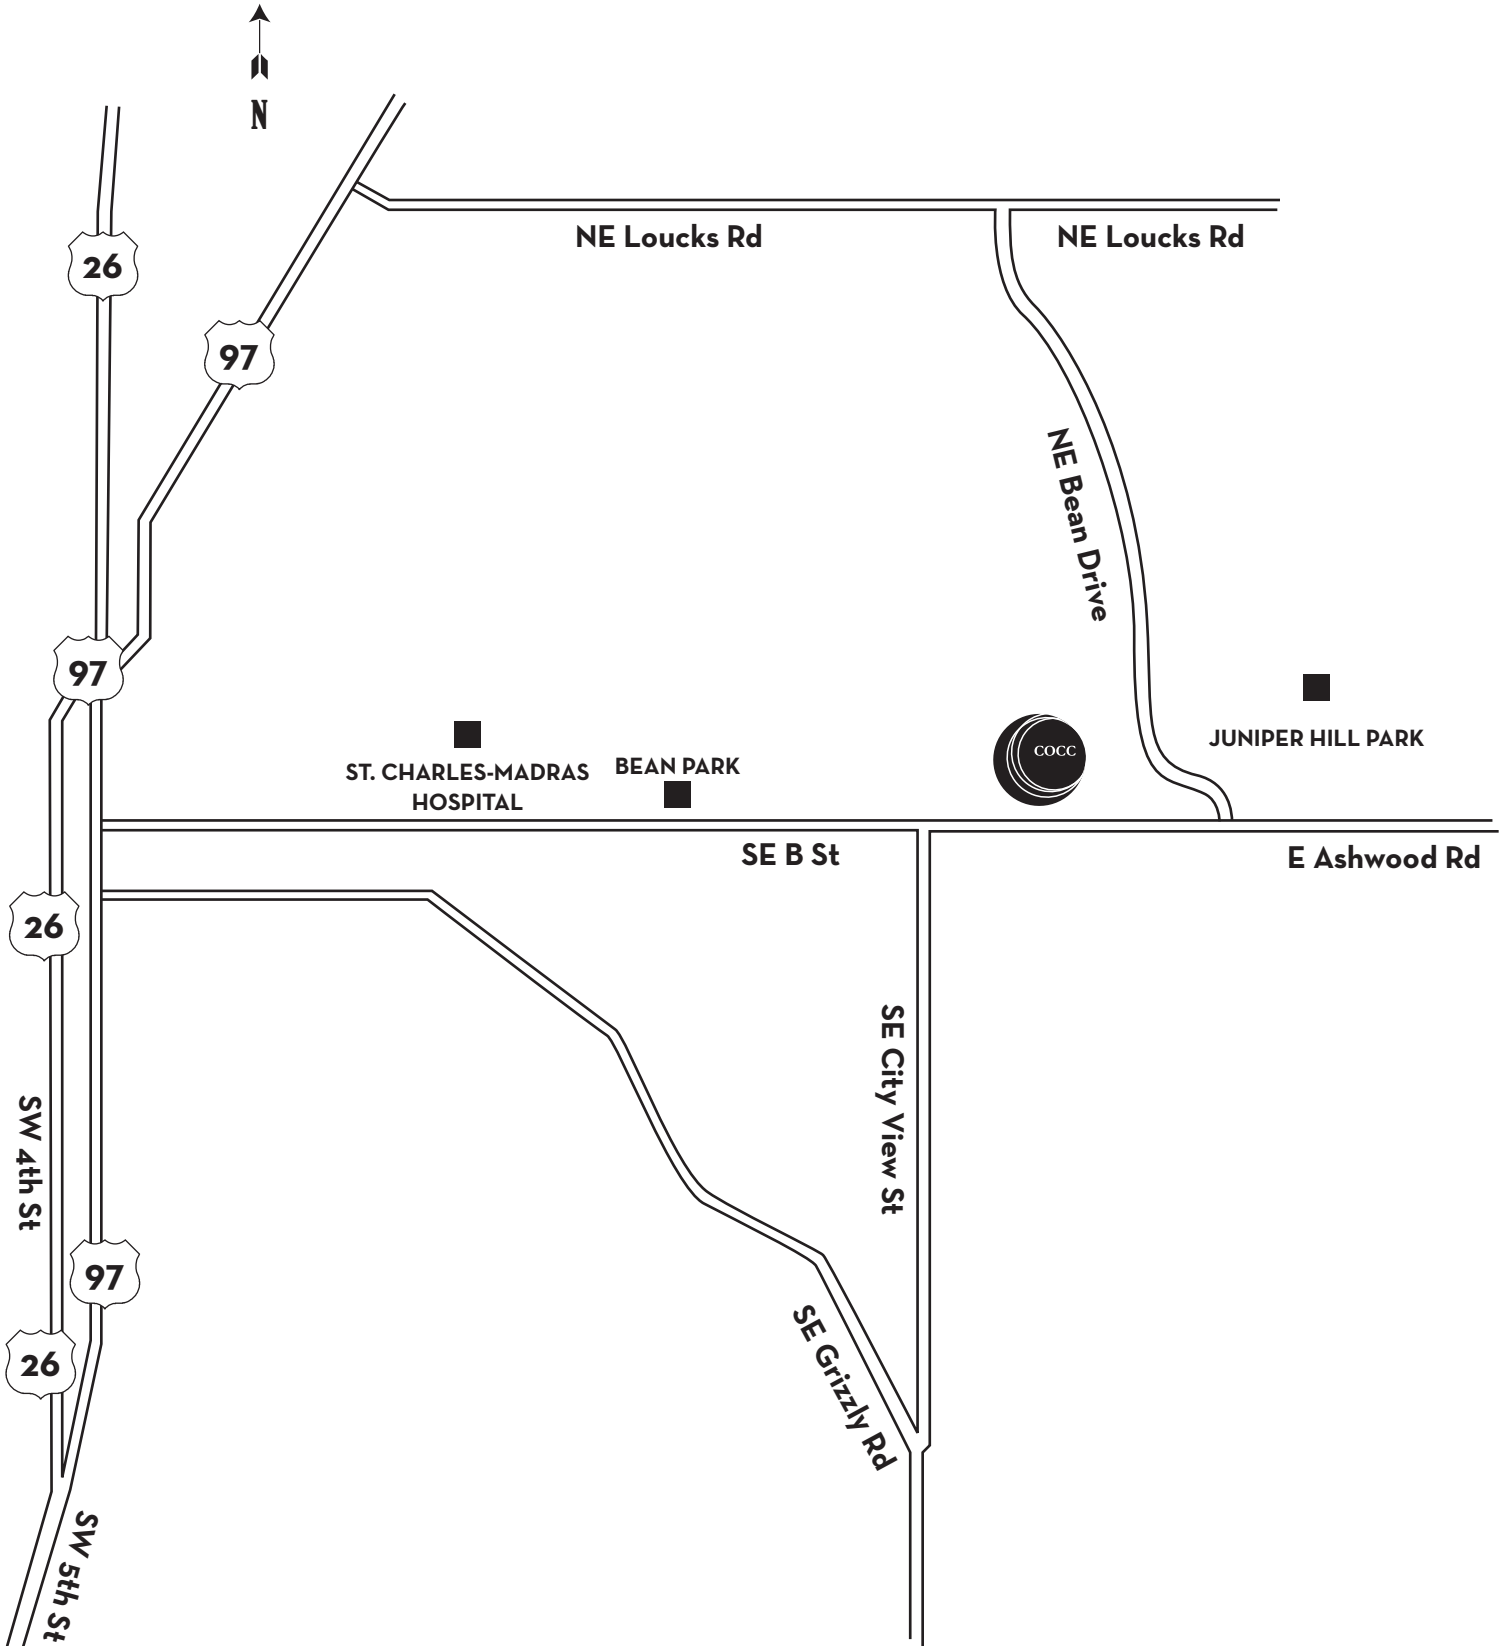 N
26
NE Loucks Rd
NE Loucks Rd
97
NE Bean Drive
97
JUNIPER HILL PARK
COCC
ST. CHARLES-MADRAS
HOSPITAL
BEAN PARK
SE B St
E Ashwood Rd
26
SE City View St
SW 4th St
97
26
SE Grizzly Rd
SW 5th St